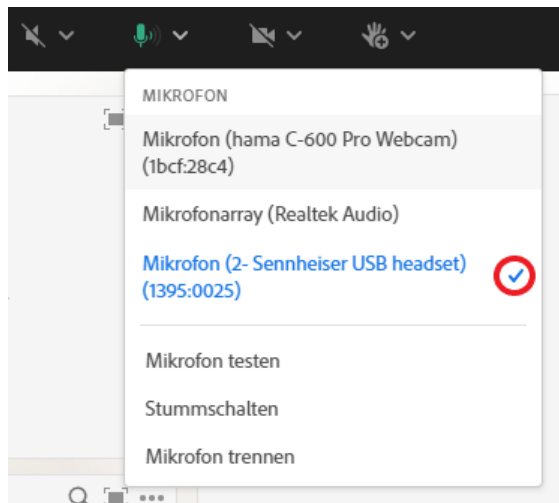 MIKROFON
Mikrofon (hama C-600 Pro Webcam)
(1bcf:28c4)
Mikrofonarray (Realtek Audio)
Mikrofon (2- Sennheiser USB headset)
(1395:0025)
Mikrofon testen
Stummschalten
Mikrofon trennen